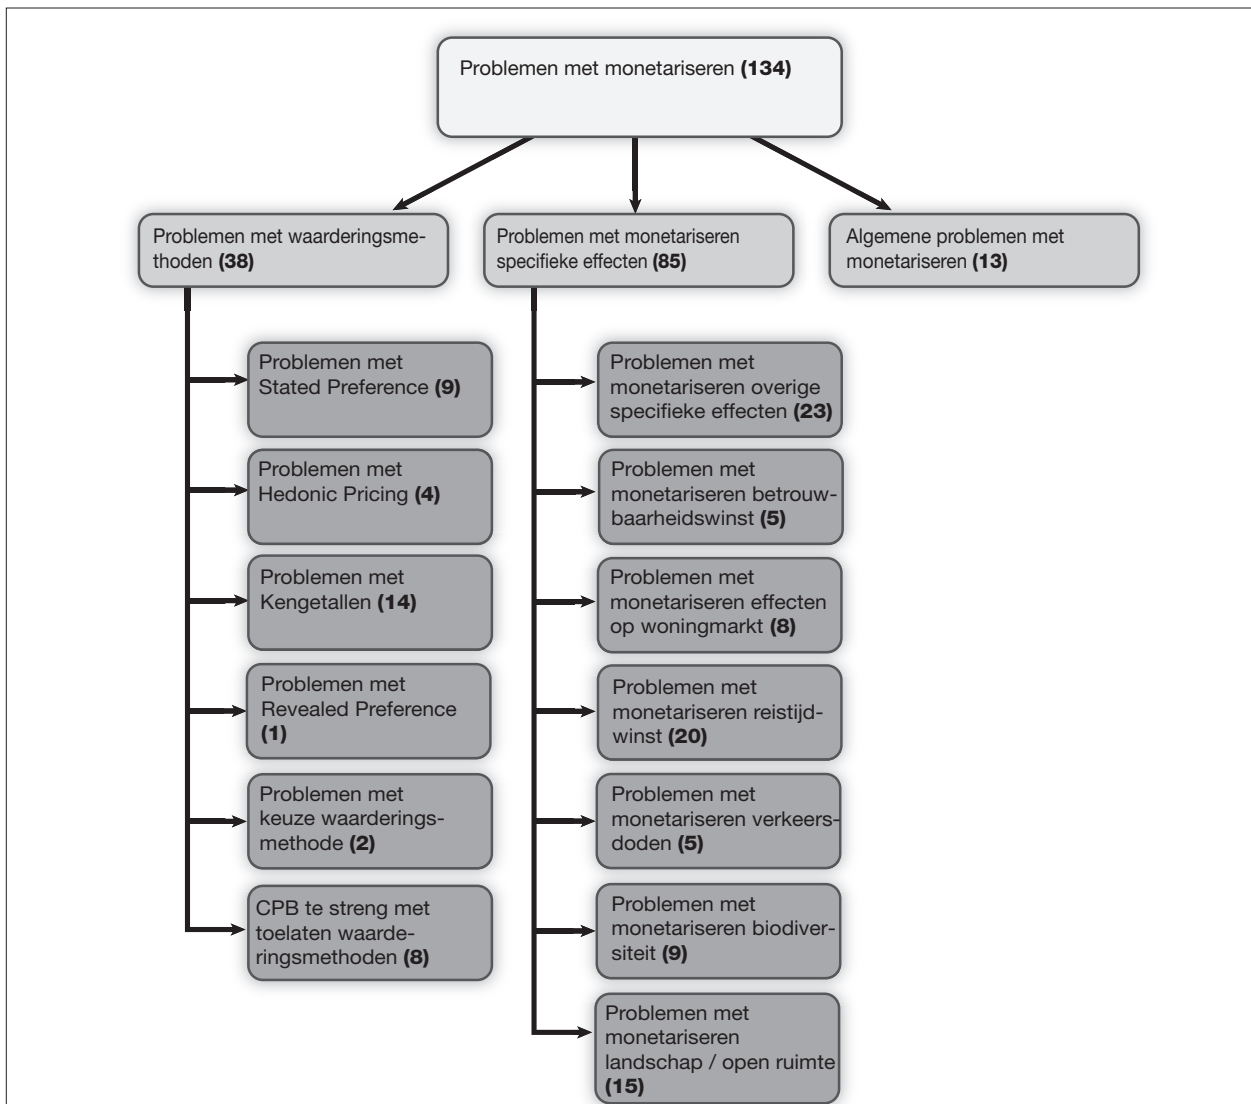 Problemen met monetariseren (134)
Problemen met waarderingsme-
thoden (38)
Problemen met monetariseren
specifieke effecten (85)
Algemene problemen met
monetariseren (13)
Problemen met
Stated Preference (9)
Problemen met
Hedonic Pricing (4)
Problemen met
Kengetallen (14)
Problemen met
Revealed Preference
(1)
Problemen met
keuze waarderings-
methode (2)
CPB te streng met
toelaten waarde-
ringsmethoden (8)
Problemen met
monetariseren overige
specifieke effecten (23)
Problemen met
monetariseren betrouw-
baarheidswinst (5)
Problemen met
monetariseren effecten
op woningmarkt (8)
Problemen met
monetariseren reistijd-
winst (20)
Problemen met
monetariseren verkeers-
doden (5)
Problemen met
monetariseren biodiver-
siteit (9)
Problemen met
monetariseren
landschap / open ruimte
(15)